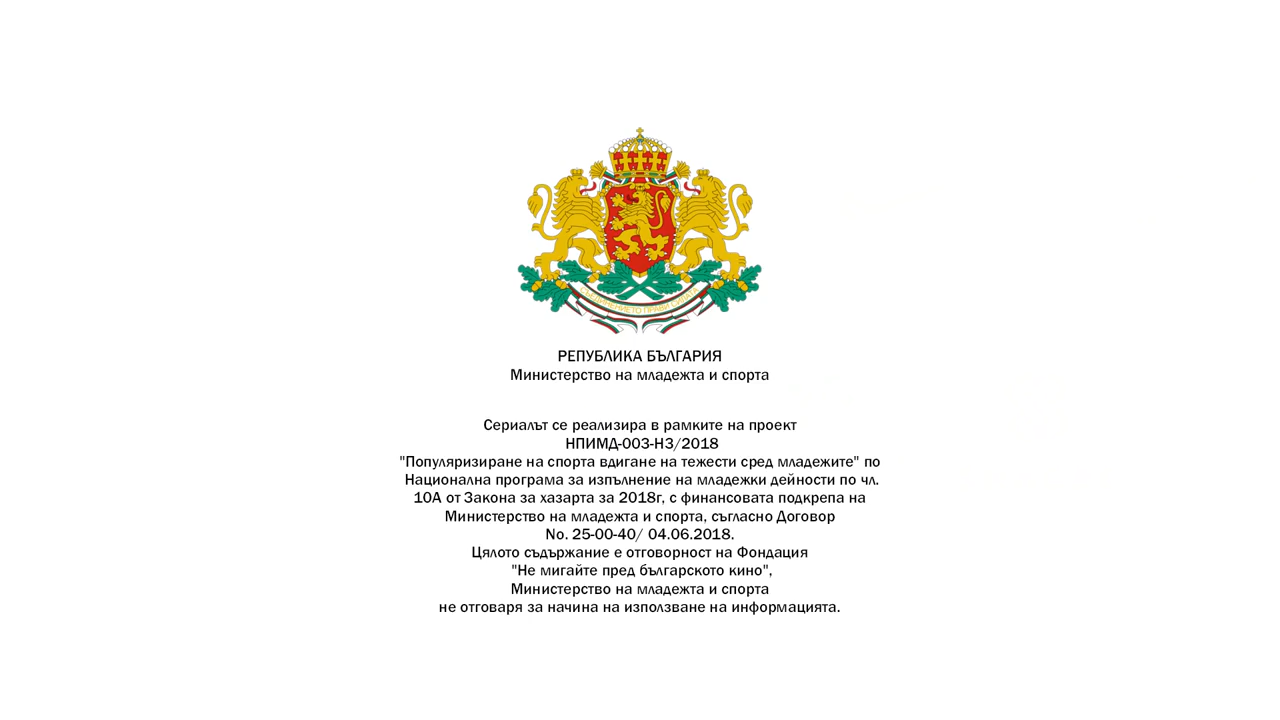 СЪЕДИНЕНИЕТО ПРАВИ СИЛАТА
РЕПУБЛИКА БЪЛГАРИЯ
Министерство на младежта и спорта
Сериалът се реализира в рамките на проект
НПИМД-003-НЗ/2018
"Популяризиране на спорта вдигане на тежести сред младежите" по
Национална програма за изпълнение на младежки дейности по чл.
10А от Закона за хазарта за 2018г, с финансовата подкрепа на
Министерство на младежта и спорта, съгласно Договор
No. 25-00-40/ 04.06.2018.
Цялото съдържание е отговорност на Фондация
"Не мигайте пред българското кино",
Министерство на младежта и спорта
не отговаря за начина на използване на информацията.